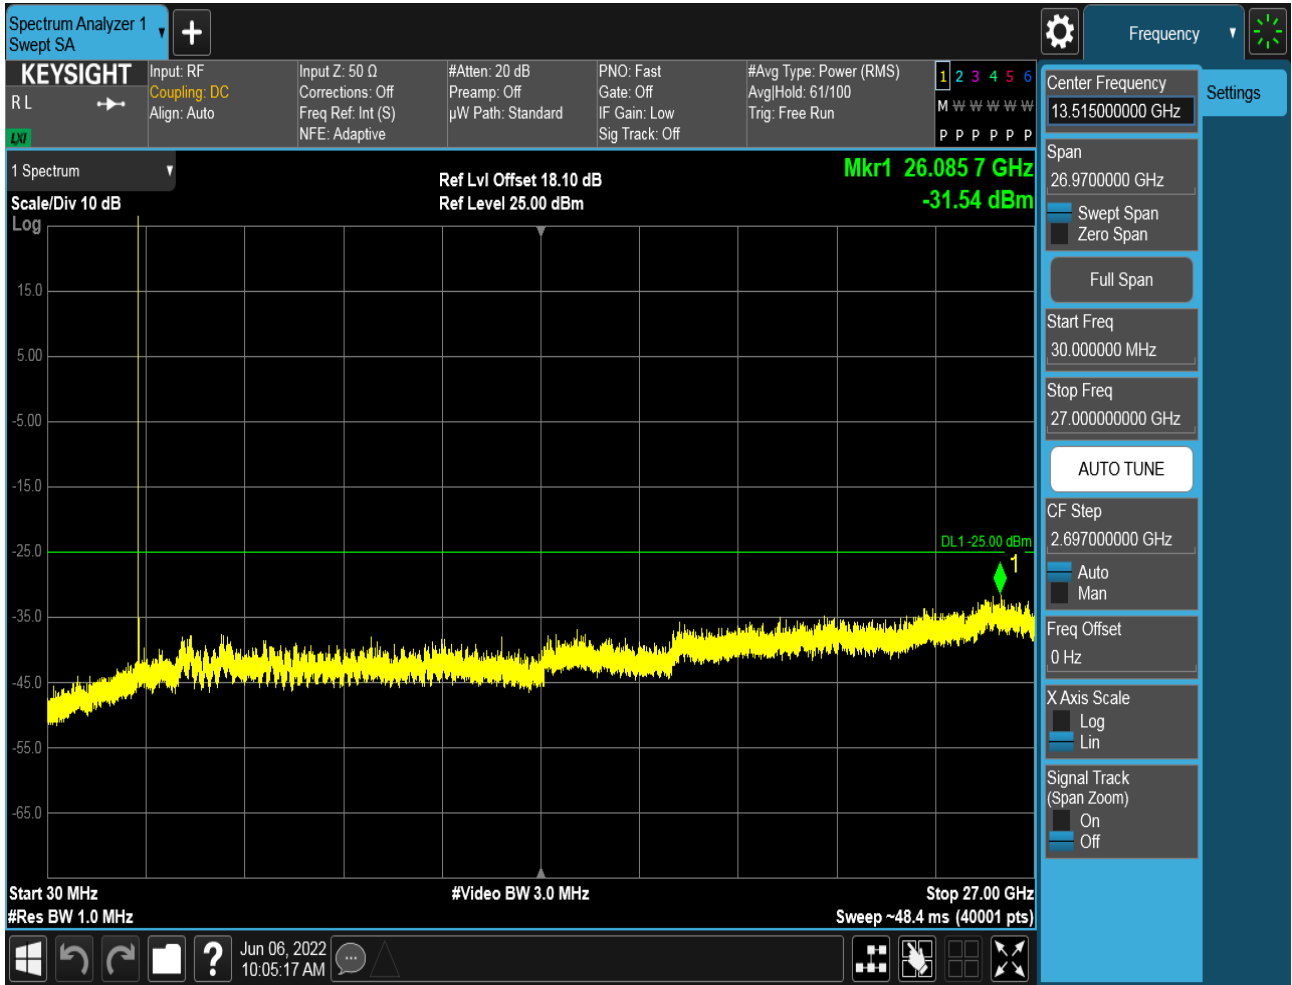 Spectrum Analyzer 1
Swept SA
Frequency
KEYSIGHT
R L
LXI
Input: RF
Coupling: DC
Align: Auto
Input Z: 50 Ω
Corrections: Off
Freq Ref: Int (S)
NFE: Adaptive
#Atten: 20 dB
Preamp: Off
µW Path: Standard
PNO: Fast
Gate: Off
IF Gain: Low
Sig Track: Off
#Avg Type: Power (RMS)
Avg|Hold: 61/100
Trig: Free Run
1 2 3 4 5 6
M W W W W W
P P P P P P
1 Spectrum
Scale/Div 10 dB
Log
Ref Lvl Offset 18.10 dB
Ref Level 25.00 dBm
Mkr1 26.085 7 GHz
-31.54 dBm
15.0
5.00
-5.00
-15.0
-25.0
-35.0
-45.0
-55.0
-65.0
DL1 -25.00 dBm
1
Start 30 MHz
#Res BW 1.0 MHz
#Video BW 3.0 MHz
Stop 27.00 GHz
Sweep ~48.4 ms (40001 pts)
Center Frequency
13.515000000 GHz
Settings
Span
26.9700000 GHz
Swept Span
Zero Span
Full Span
Start Freq
30.000000 MHz
Stop Freq
27.000000000 GHz
AUTO TUNE
CF Step
2.697000000 GHz
Auto
Man
Freq Offset
0 Hz
X Axis Scale
Log
Lin
Signal Track
(Span Zoom)
On
Off
?
Jun 06, 2022
10:05:17 AM